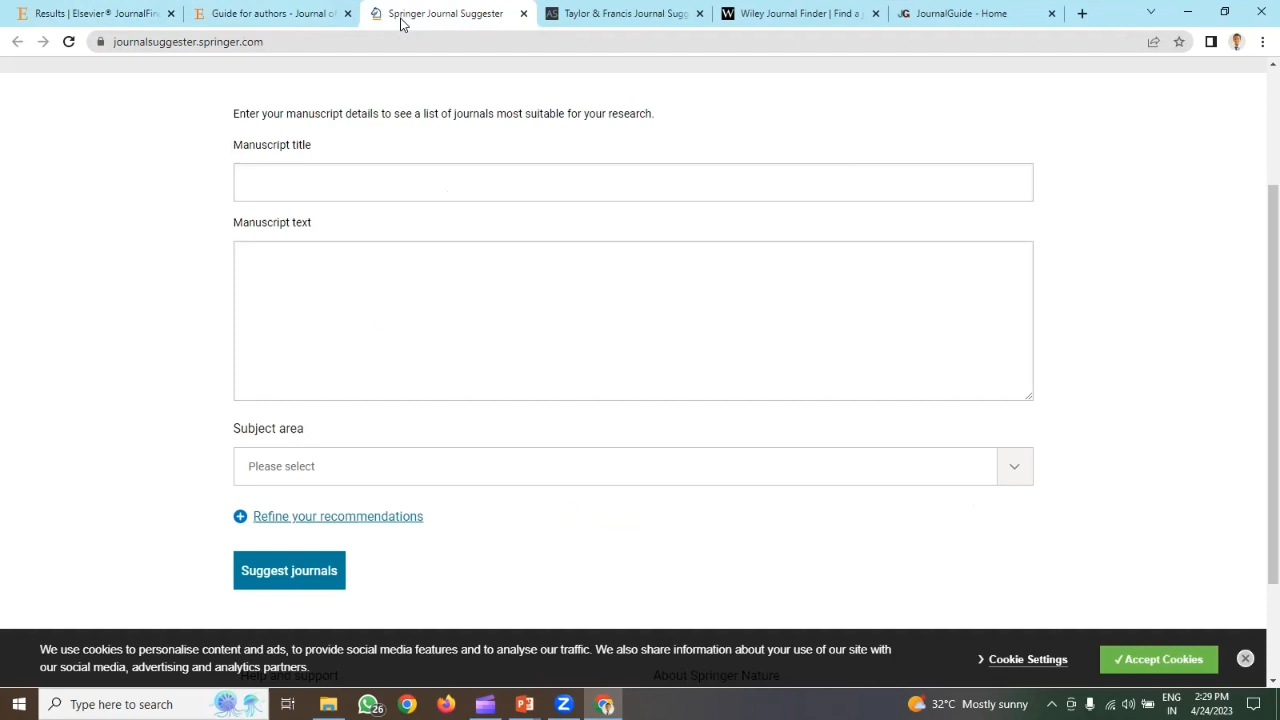 Results | Elsevier® JournalFin
Guide for authors - Journal of
Springer Journal Suggester
AS
Taylor & Francis Journal Sugg
W
Wiley Journal Finder | Find a j
JG
JournalGuide - Home
journalsuggester.springer.com
Enter your manuscript details to see a list of journals most suitable for your research.
Manuscript title
Manuscript text
Subject area
Please select
Refine your recommendations
Suggest journals
We use cookies to personalise content and ads, to provide social media features and to analyse our traffic. We also share information about your use of our site with
our social media, advertising and analytics partners.
Cookie Settings
✓Accept Cookies
Help and support
About Springer Nature
Type here to search
26
32°C Mostly sunny
ENG
IN
2:29 PM
4/24/2023